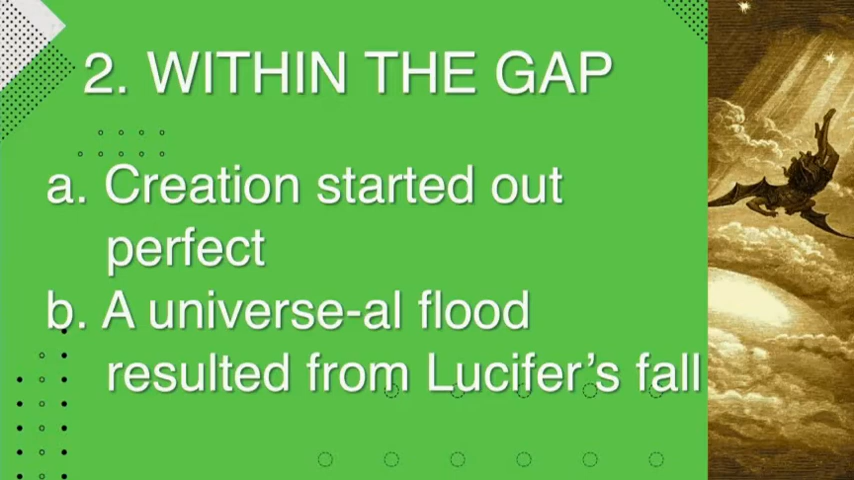 2. WITHIN THE GAP
a. Creation started out
perfect
b. A universe-al flood
resulted from Lucifer's fall